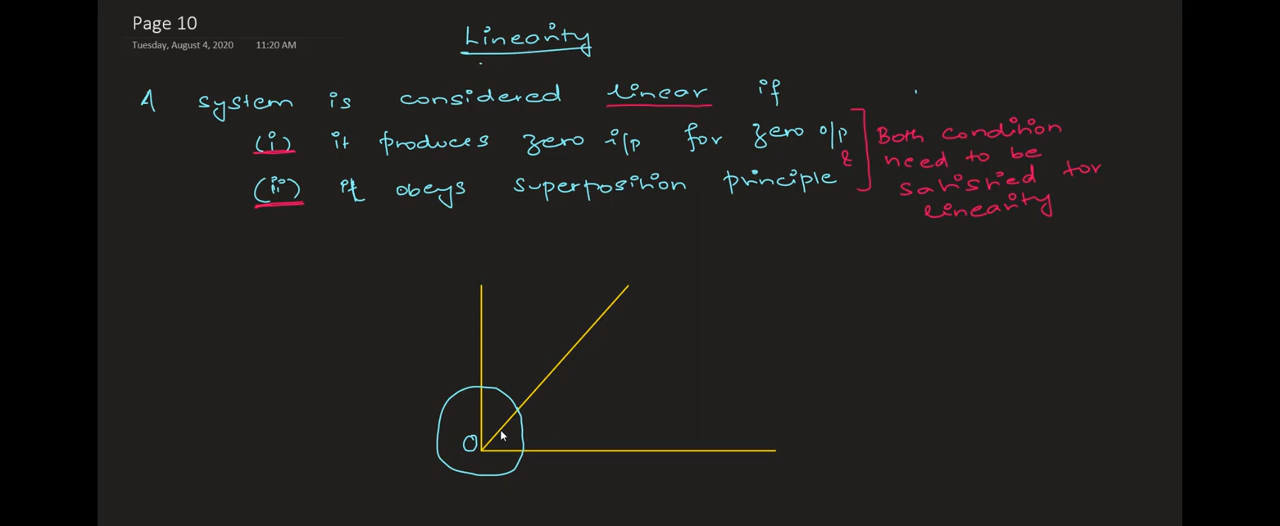 Page 10
Tuesday, August 4, 2020 11:20 AM
Linearity
A system is considered linear if
(i) it produces zero i/p for zero o/p &
(ii) it obeys superposition principle
Both condition
need to be
satisfied for
linearity
0